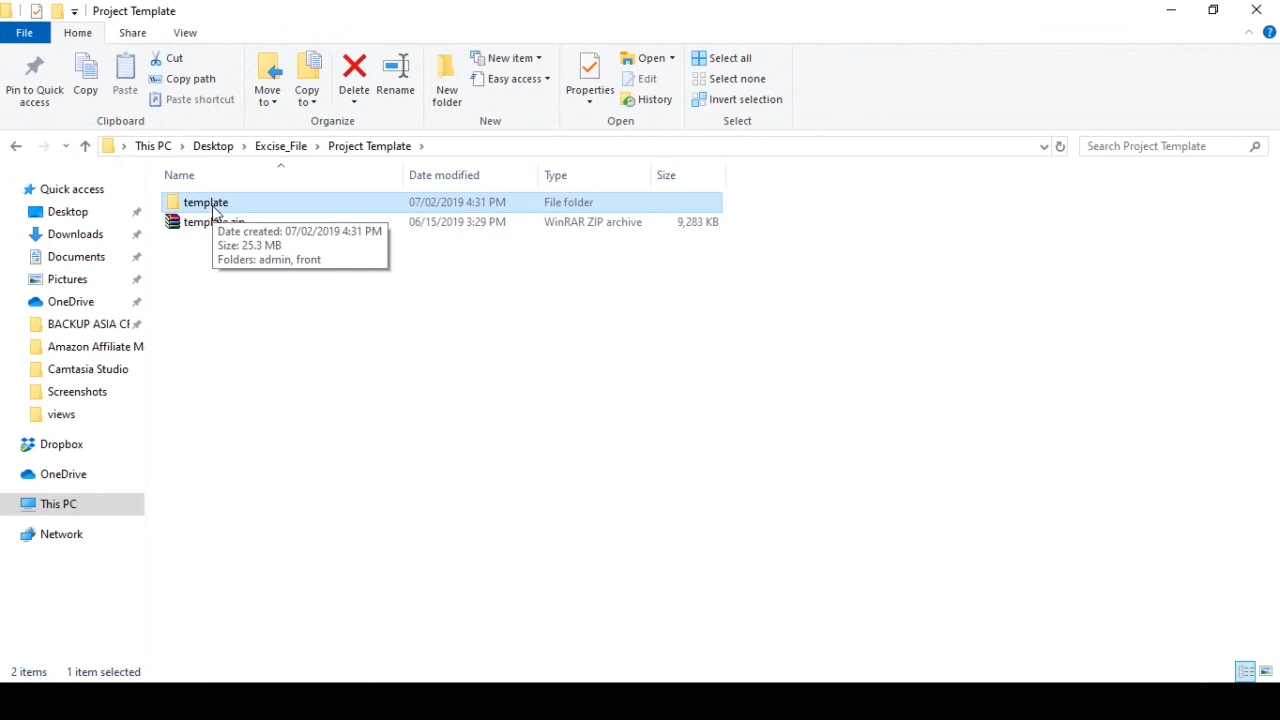 Project Template
File Home Share View
Pin to Quick access
Copy
Paste
Cut
Copy path
Paste shortcut
Clipboard
Move to
Copy to
Delete
Rename
Organize
New folder
New item
Easy access
New
Properties
Open
Edit
History
Open
Select all
Select none
Invert selection
Select
This PC Desktop Excise_File Project Template
Search Project Template
Name Date modified Type Size
template 07/02/2019 4:31 PM File folder
06/15/2019 3:29 PM WinRAR ZIP archive 9,283 KB
Date created: 07/02/2019 4:31 PM
Size: 25.3 MB
Folders: admin, front
Quick access
Desktop
Downloads
Documents
Pictures
OneDrive
BACKUP ASIA
Amazon Affiliate M
Camtasia Studio
Screenshots
views
Dropbox
OneDrive
This PC
Network
2 items 1 item selected